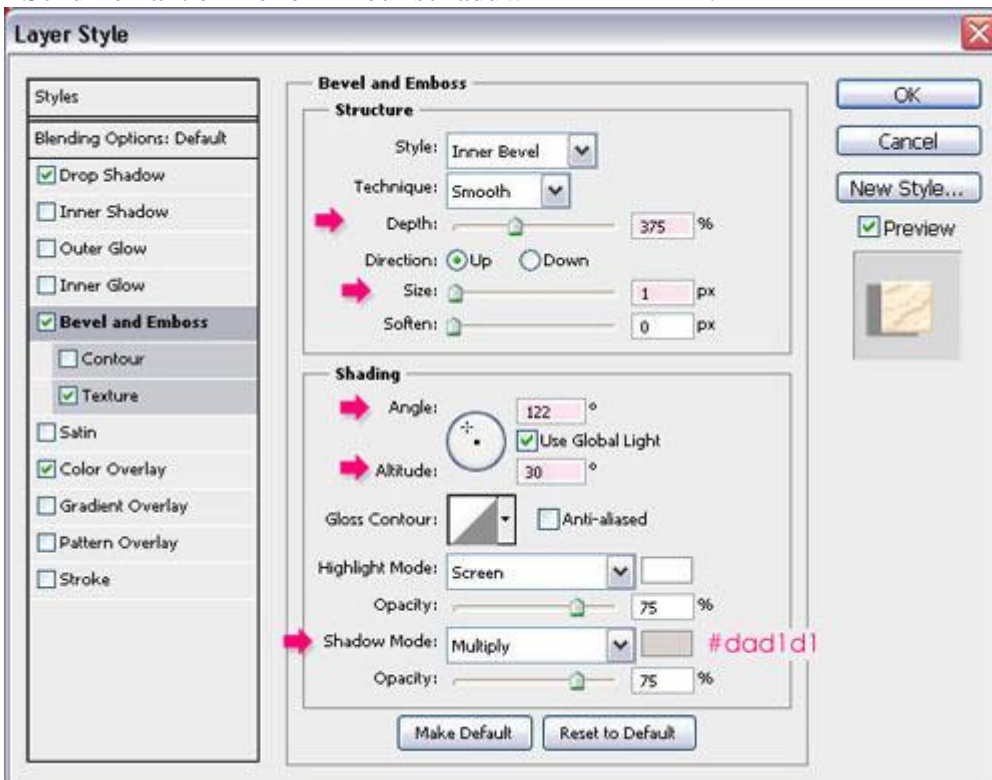 Layer Style
Styles
Blending Options: Default
Drop Shadow
Inner Shadow
Outer Glow
Inner Glow
Bevel and Emboss
Contour
Texture
Satin
Color Overlay
Gradient Overlay
Pattern Overlay
Stroke
Bevel and Emboss
Structure
Style: Inner Bevel
Technique: Smooth
Depth: 375 %
Direction: Up Down
Size: 1 px
Soften: 0 px
Shading
Angle: 122 °
Use Global Light
Altitude: 30 °
Gloss Contour: Anti-aliased
Highlight Mode: Screen
Opacity: 75 %
Shadow Mode: Multiply #dad1d1
Opacity: 75 %
Make Default Reset to Default
OK
Cancel
New Style...
Preview